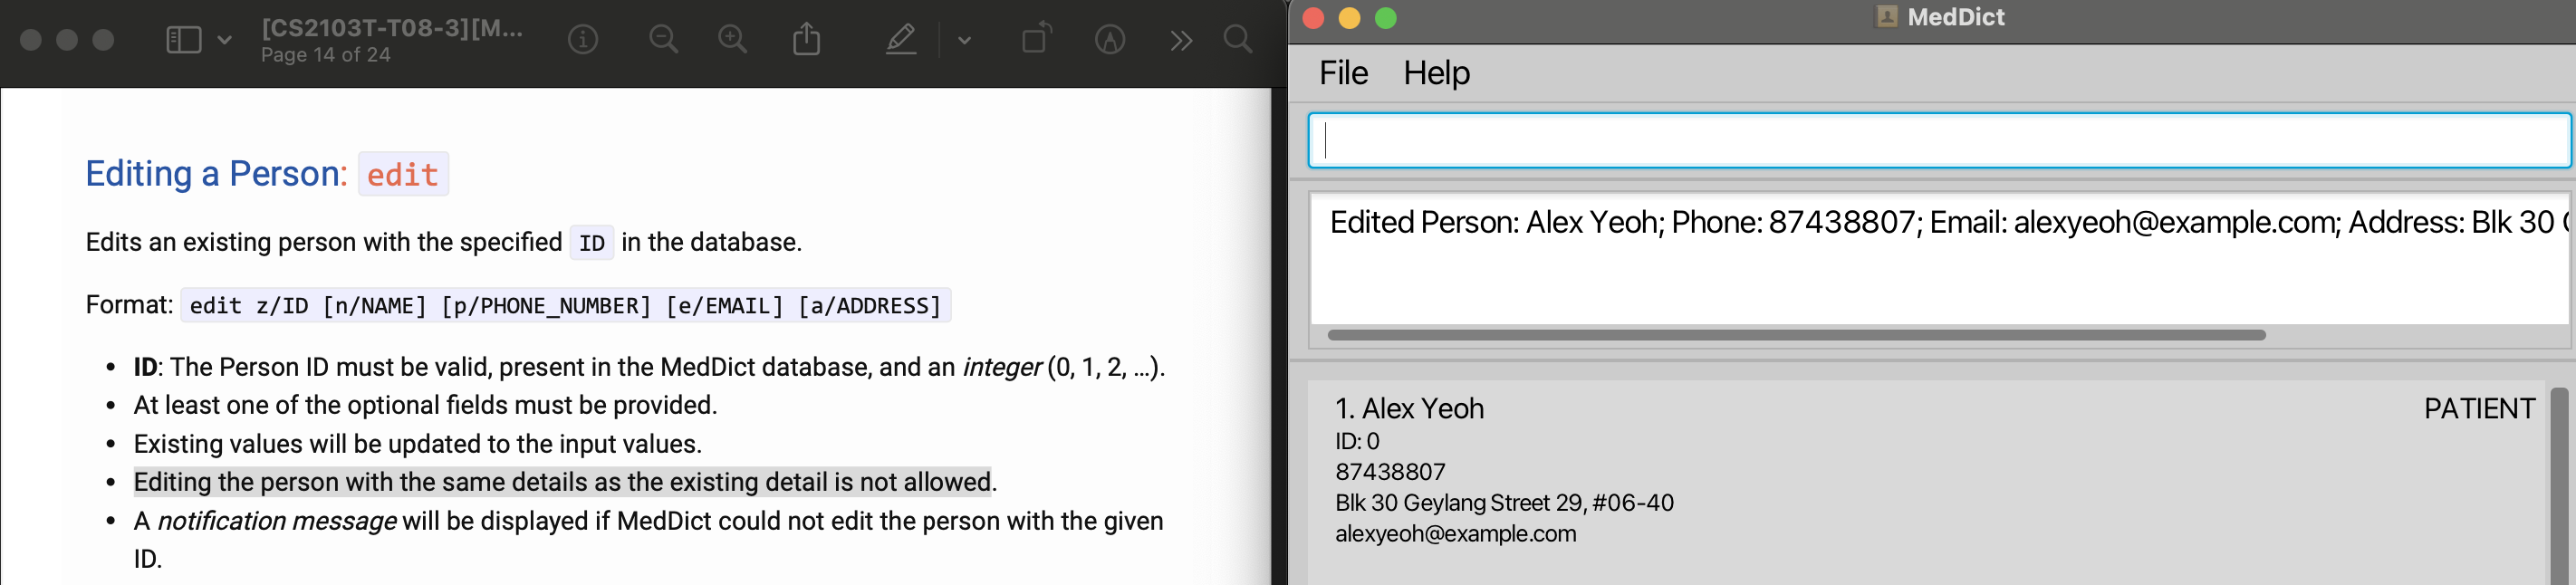 [CS2103T-T08-3][M...
Page 14 of 24
Editing a Person: edit
Edits an existing person with the specified ID in the database.
Format: edit z/ID [n/NAME] [p/PHONE_NUMBER] [e/EMAIL] [a/ADDRESS]
• ID: The Person ID must be valid, present in the MedDict database, and an integer (0, 1, 2, ...).
• At least one of the optional fields must be provided.
• Existing values will be updated to the input values.
• Editing the person with the same details as the existing detail is not allowed.
• A notification message will be displayed if MedDict could not edit the person with the given
ID.
MedDict
File Help
Edited Person: Alex Yeoh; Phone: 87438807; Email: alexyeoh@example.com; Address: Blk 30
1. Alex Yeoh
PATIENT
ID: 0
87438807
Blk 30 Geylang Street 29, #06-40
alexyeoh@example.com